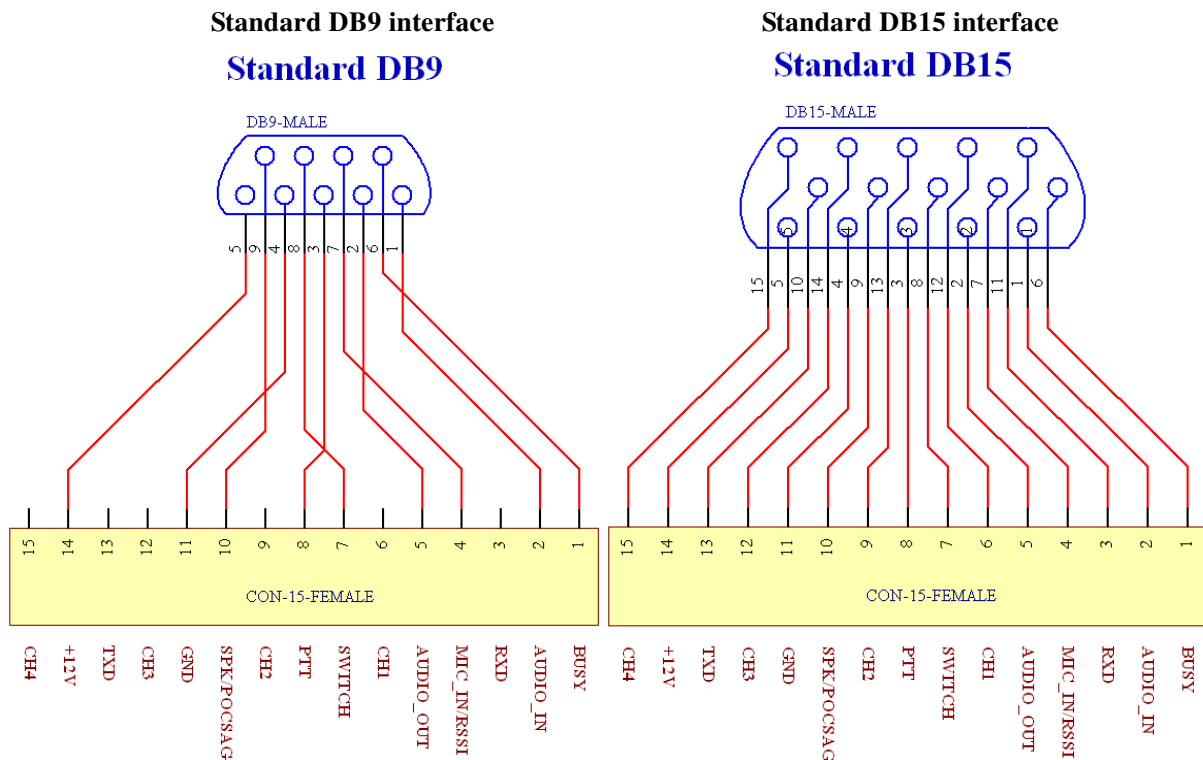 Standard DB9 interface
Standard DB9
DB9-MALE
5 9 4 8 3 7 2 6 1
15 14 13 12 11 10 9 8 7 6 5 4 3 2 1
CON-15-FEMALE
CH4
+12V
TXD
CH3
GND
SPK/POCSAG
CH2
PTT
SWITCH
CH1
AUDIO_OUT
MIC_IN/RSSI
RXD
AUDIO_IN
BUSY
Standard DB15 interface
Standard DB15
DB15-MALE
5 4 3 2 1
15 5 10 14 4 9 13 3 8 12 2 7 11 1 6
15 14 13 12 11 10 9 8 7 6 5 4 3 2 1
CON-15-FEMALE
CH4
+12V
TXD
CH3
GND
SPK/POCSAG
CH2
PTT
SWITCH
CH1
AUDIO_OUT
MIC_IN/RSSI
RXD
AUDIO_IN
BUSY